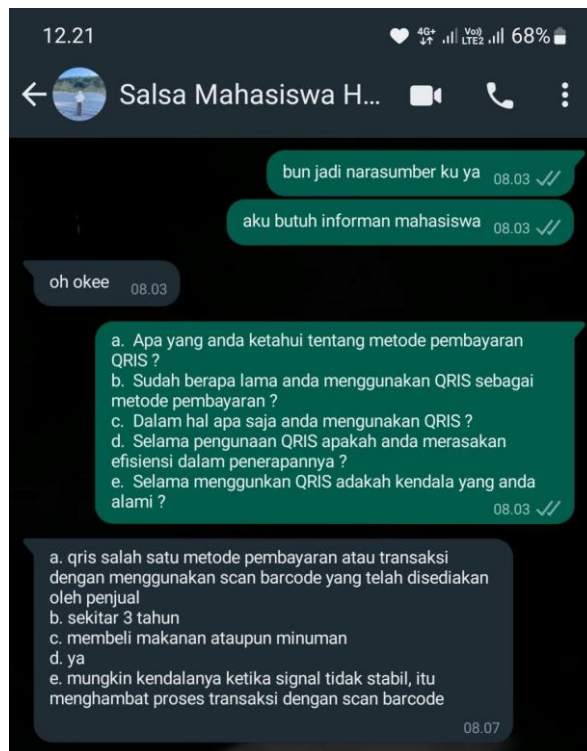 12.21
4G+ Vo) LTE2 68%
Salsa Mahasiswa H...
bun jadi narasumber ku ya 08.03
aku butuh informan mahasiswa 08.03
oh okee 08.03
a. Apa yang anda ketahui tentang metode pembayaran
QRIS ?
b. Sudah berapa lama anda menggunakan QRIS sebagai
metode pembayaran ?
c. Dalam hal apa saja anda mengunakan QRIS ?
d. Selama pengunaan QRIS apakah anda merasakan
efisiensi dalam penerapannya ?
e. Selama menggunkan QRIS adakah kendala yang anda
alami ?
08.03
a. qris salah satu metode pembayaran atau transaksi
dengan menggunakan scan barcode yang telah disediakan
oleh penjual
b. sekitar 3 tahun
c. membeli makanan ataupun minuman
d. ya
e. mungkin kendalanya ketika signal tidak stabil, itu
menghambat proses transaksi dengan scan barcode
08.07